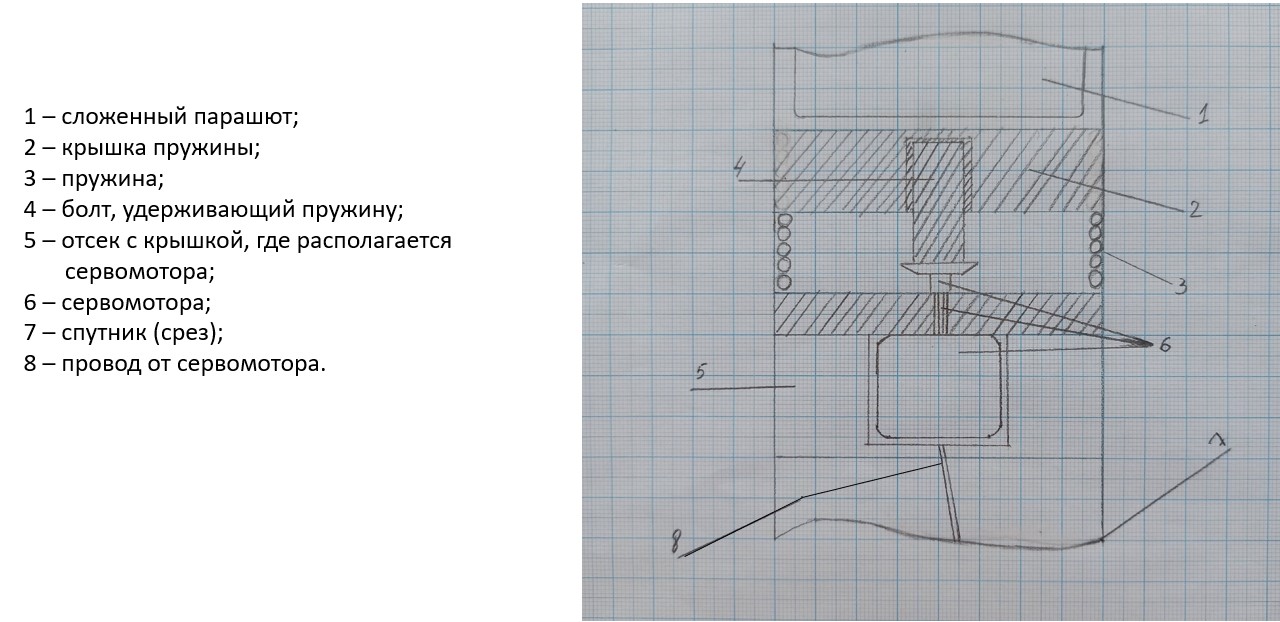 1 – сложенный парашют;
2 – крышка пружины;
3 – пружина;
4 – болт, удерживающий пружину;
5 – отсек с крышкой, где располагается
сервомотора;
6 – сервомотора;
7 – спутник (срез);
8 – провод от сервомотора.
1
4
2
3
6
5
7
8